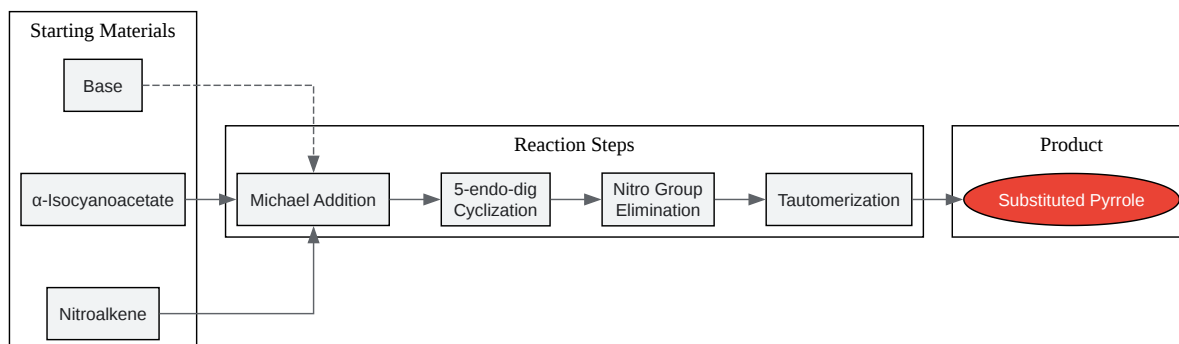 Starting Materials
Base
α-Isocyanoacetate
Nitroalkene
Reaction Steps
Michael Addition
5-endo-dig
Cyclization
Nitro Group
Elimination
Tautomerization
Product
Substituted Pyrrole